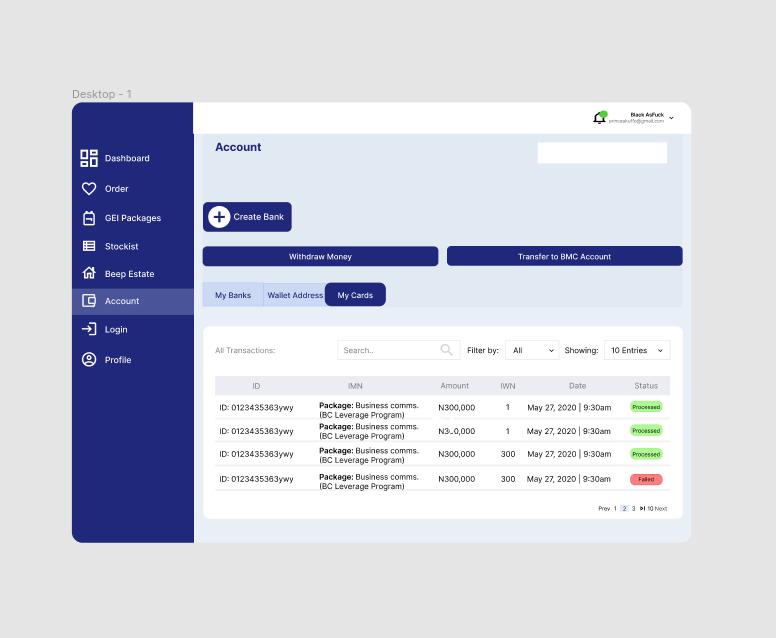 Desktop - 1
Black AsFuck
Dashboard
Order
GEI Packages
Stockist
Beep Estate
Account
Login
Profile
Account
Create Bank
Withdraw Money
Transfer to BMC Account
My Banks
Wallet Address
My Cards
All Transactions:
Search..
Filter by:
All
Showing:
10 Entries
ID IMN Amount IWN Date Status
ID: 0123435363ywy Package: Business comms. N300,000 1 May 27, 2020 | 9:30am Processed
(BC Leverage Program)
ID: 0123435363ywy Package: Business comms. N300,000 1 May 27, 2020 | 9:30am Processed
(BC Leverage Program)
ID: 0123435363ywy Package: Business comms. N300,000 300 May 27, 2020 | 9:30am Processed
(BC Leverage Program)
ID: 0123435363ywy Package: Business comms. N300,000 300 May 27, 2020 | 9:30am Failed
(BC Leverage Program)
Prev 1 2 3 10 Next